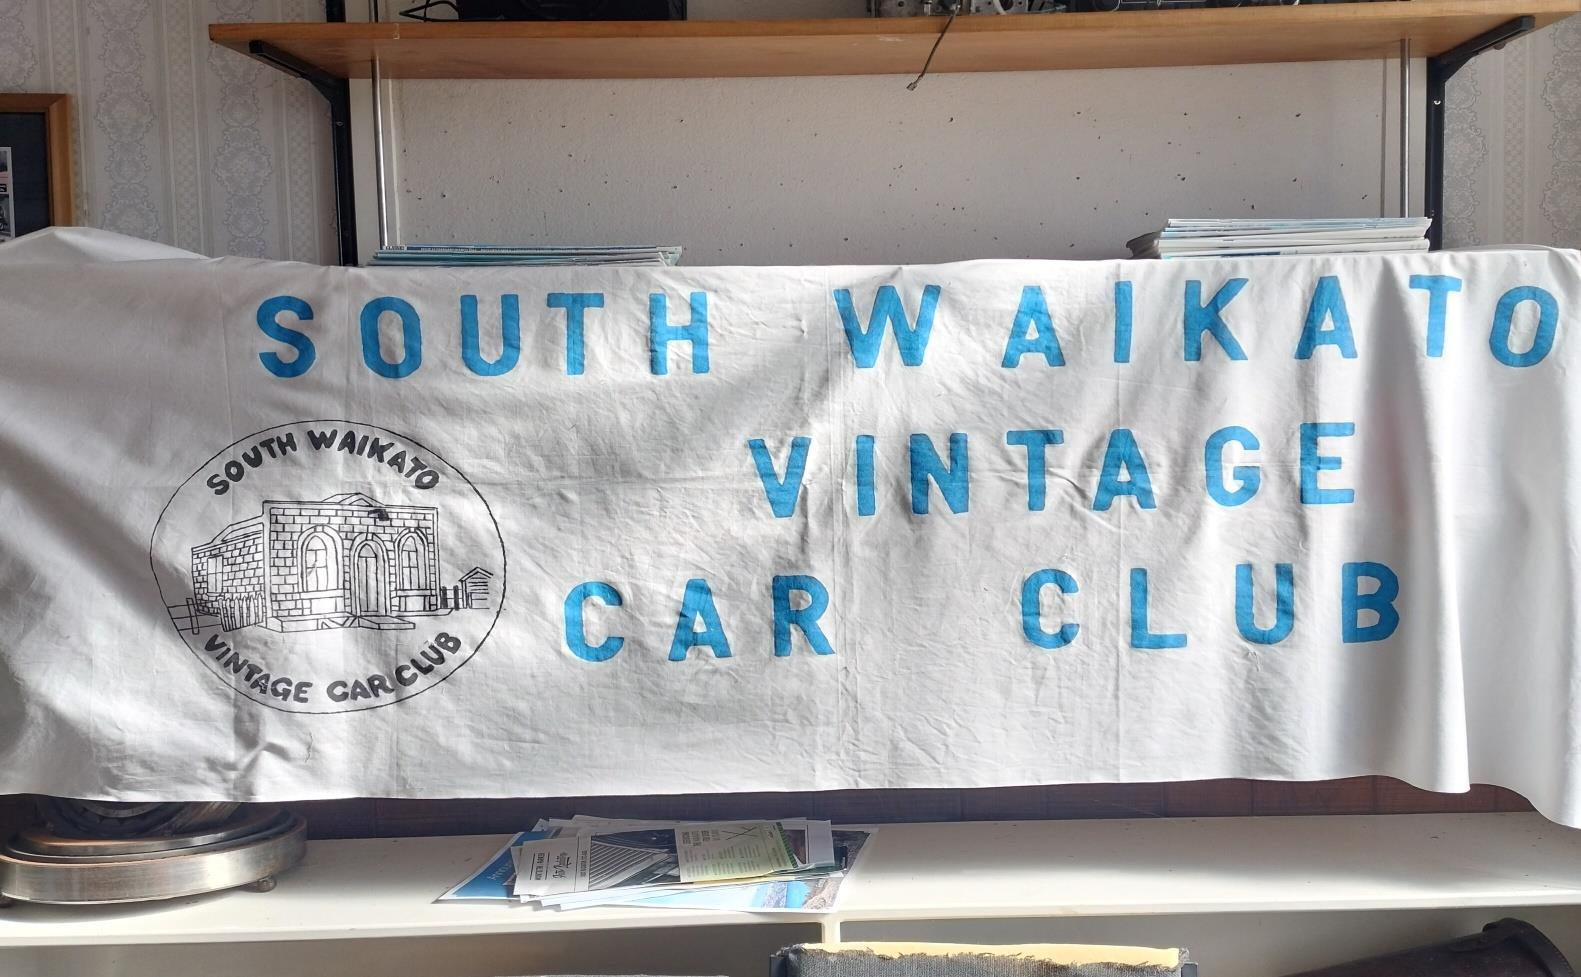 SOUTH WAIKATO
VINTAGE
CAR CLUB
SOUTH WAIKATO
VINTAGE CAR CLUB